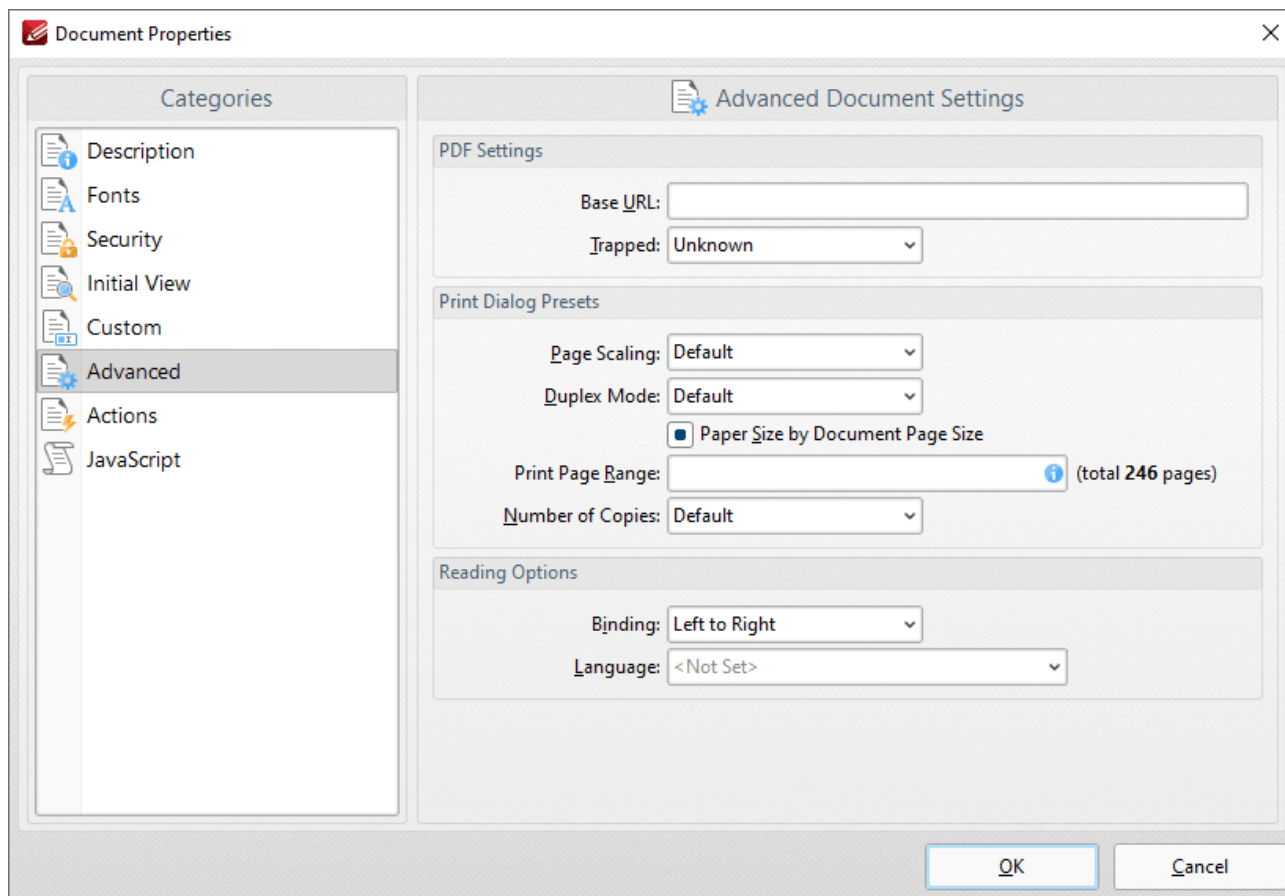 Document Properties
Categories
Description
Fonts
Security
Initial View
Custom
Advanced
Actions
JavaScript
Advanced Document Settings
PDF Settings
Base URL:
Trapped: Unknown
Print Dialog Presets
Page Scaling: Default
Duplex Mode: Default
Paper Size by Document Page Size
Print Page Range: (total 246 pages)
Number of Copies: Default
Reading Options
Binding: Left to Right
Language: <Not Set>
OK Cancel